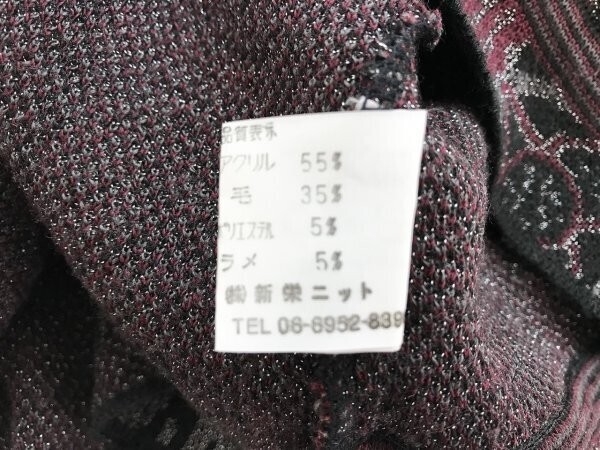 品質表示
アクリル 55%
毛 35%
ポリエステル 5%
ラメ 5%
㈱新栄ニット
TEL 06-6952-839